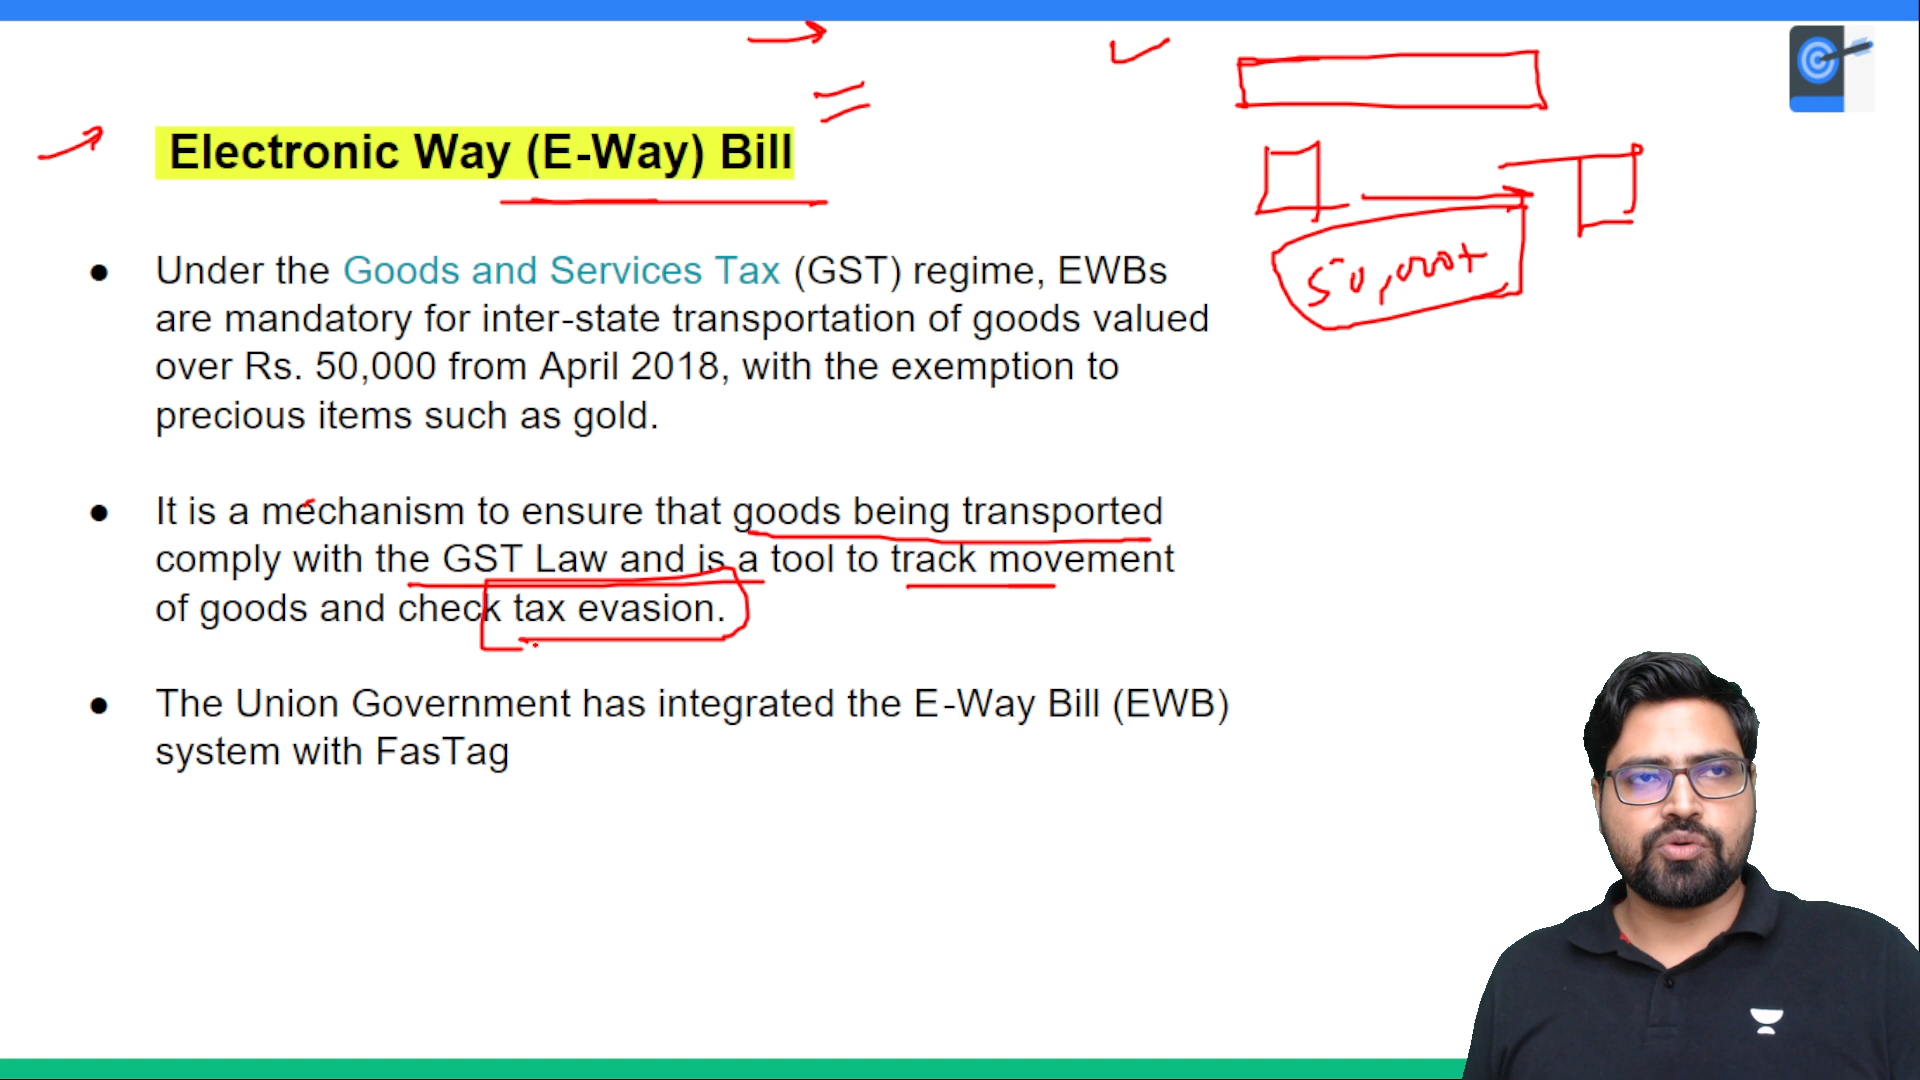 Electronic Way (E-Way) Bill
50,000+
● Under the Goods and Services Tax (GST) regime, EWBs
are mandatory for inter-state transportation of goods valued
over Rs. 50,000 from April 2018, with the exemption to
precious items such as gold.
● It is a mechanism to ensure that goods being transported
comply with the GST Law and is a tool to track movement
of goods and check tax evasion.
● The Union Government has integrated the E-Way Bill (EWB)
system with FasTag